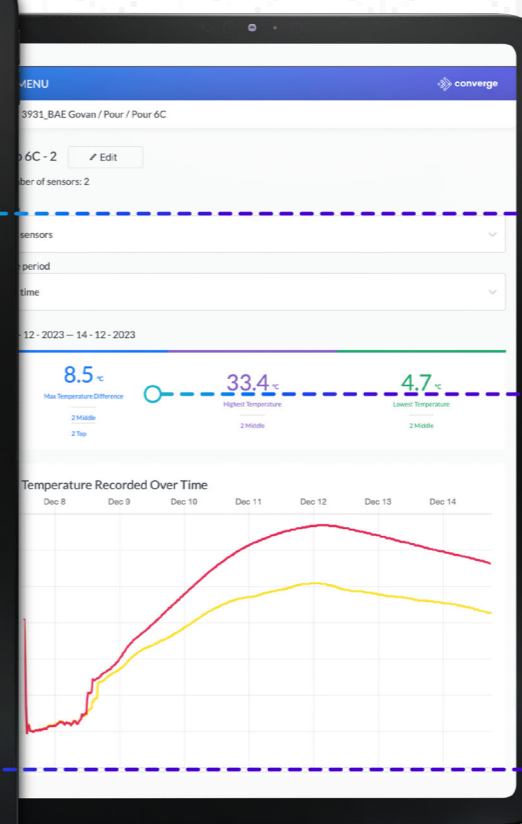 MENU
converge
3931_BAE Govan / Pour / Pour 6C
6C - 2
Edit
ber of sensors: 2
sensors
period
time
- 12 - 2023 — 14 - 12 - 2023
8.5 °C
33.4 °C
4.7 °C
Max Temperature Difference
Highest Temperature
Lowest Temperature
2 Middle
2 Middle
2 Middle
2 Top
Temperature Recorded Over Time
Dec 8 Dec 9 Dec 10 Dec 11 Dec 12 Dec 13 Dec 14